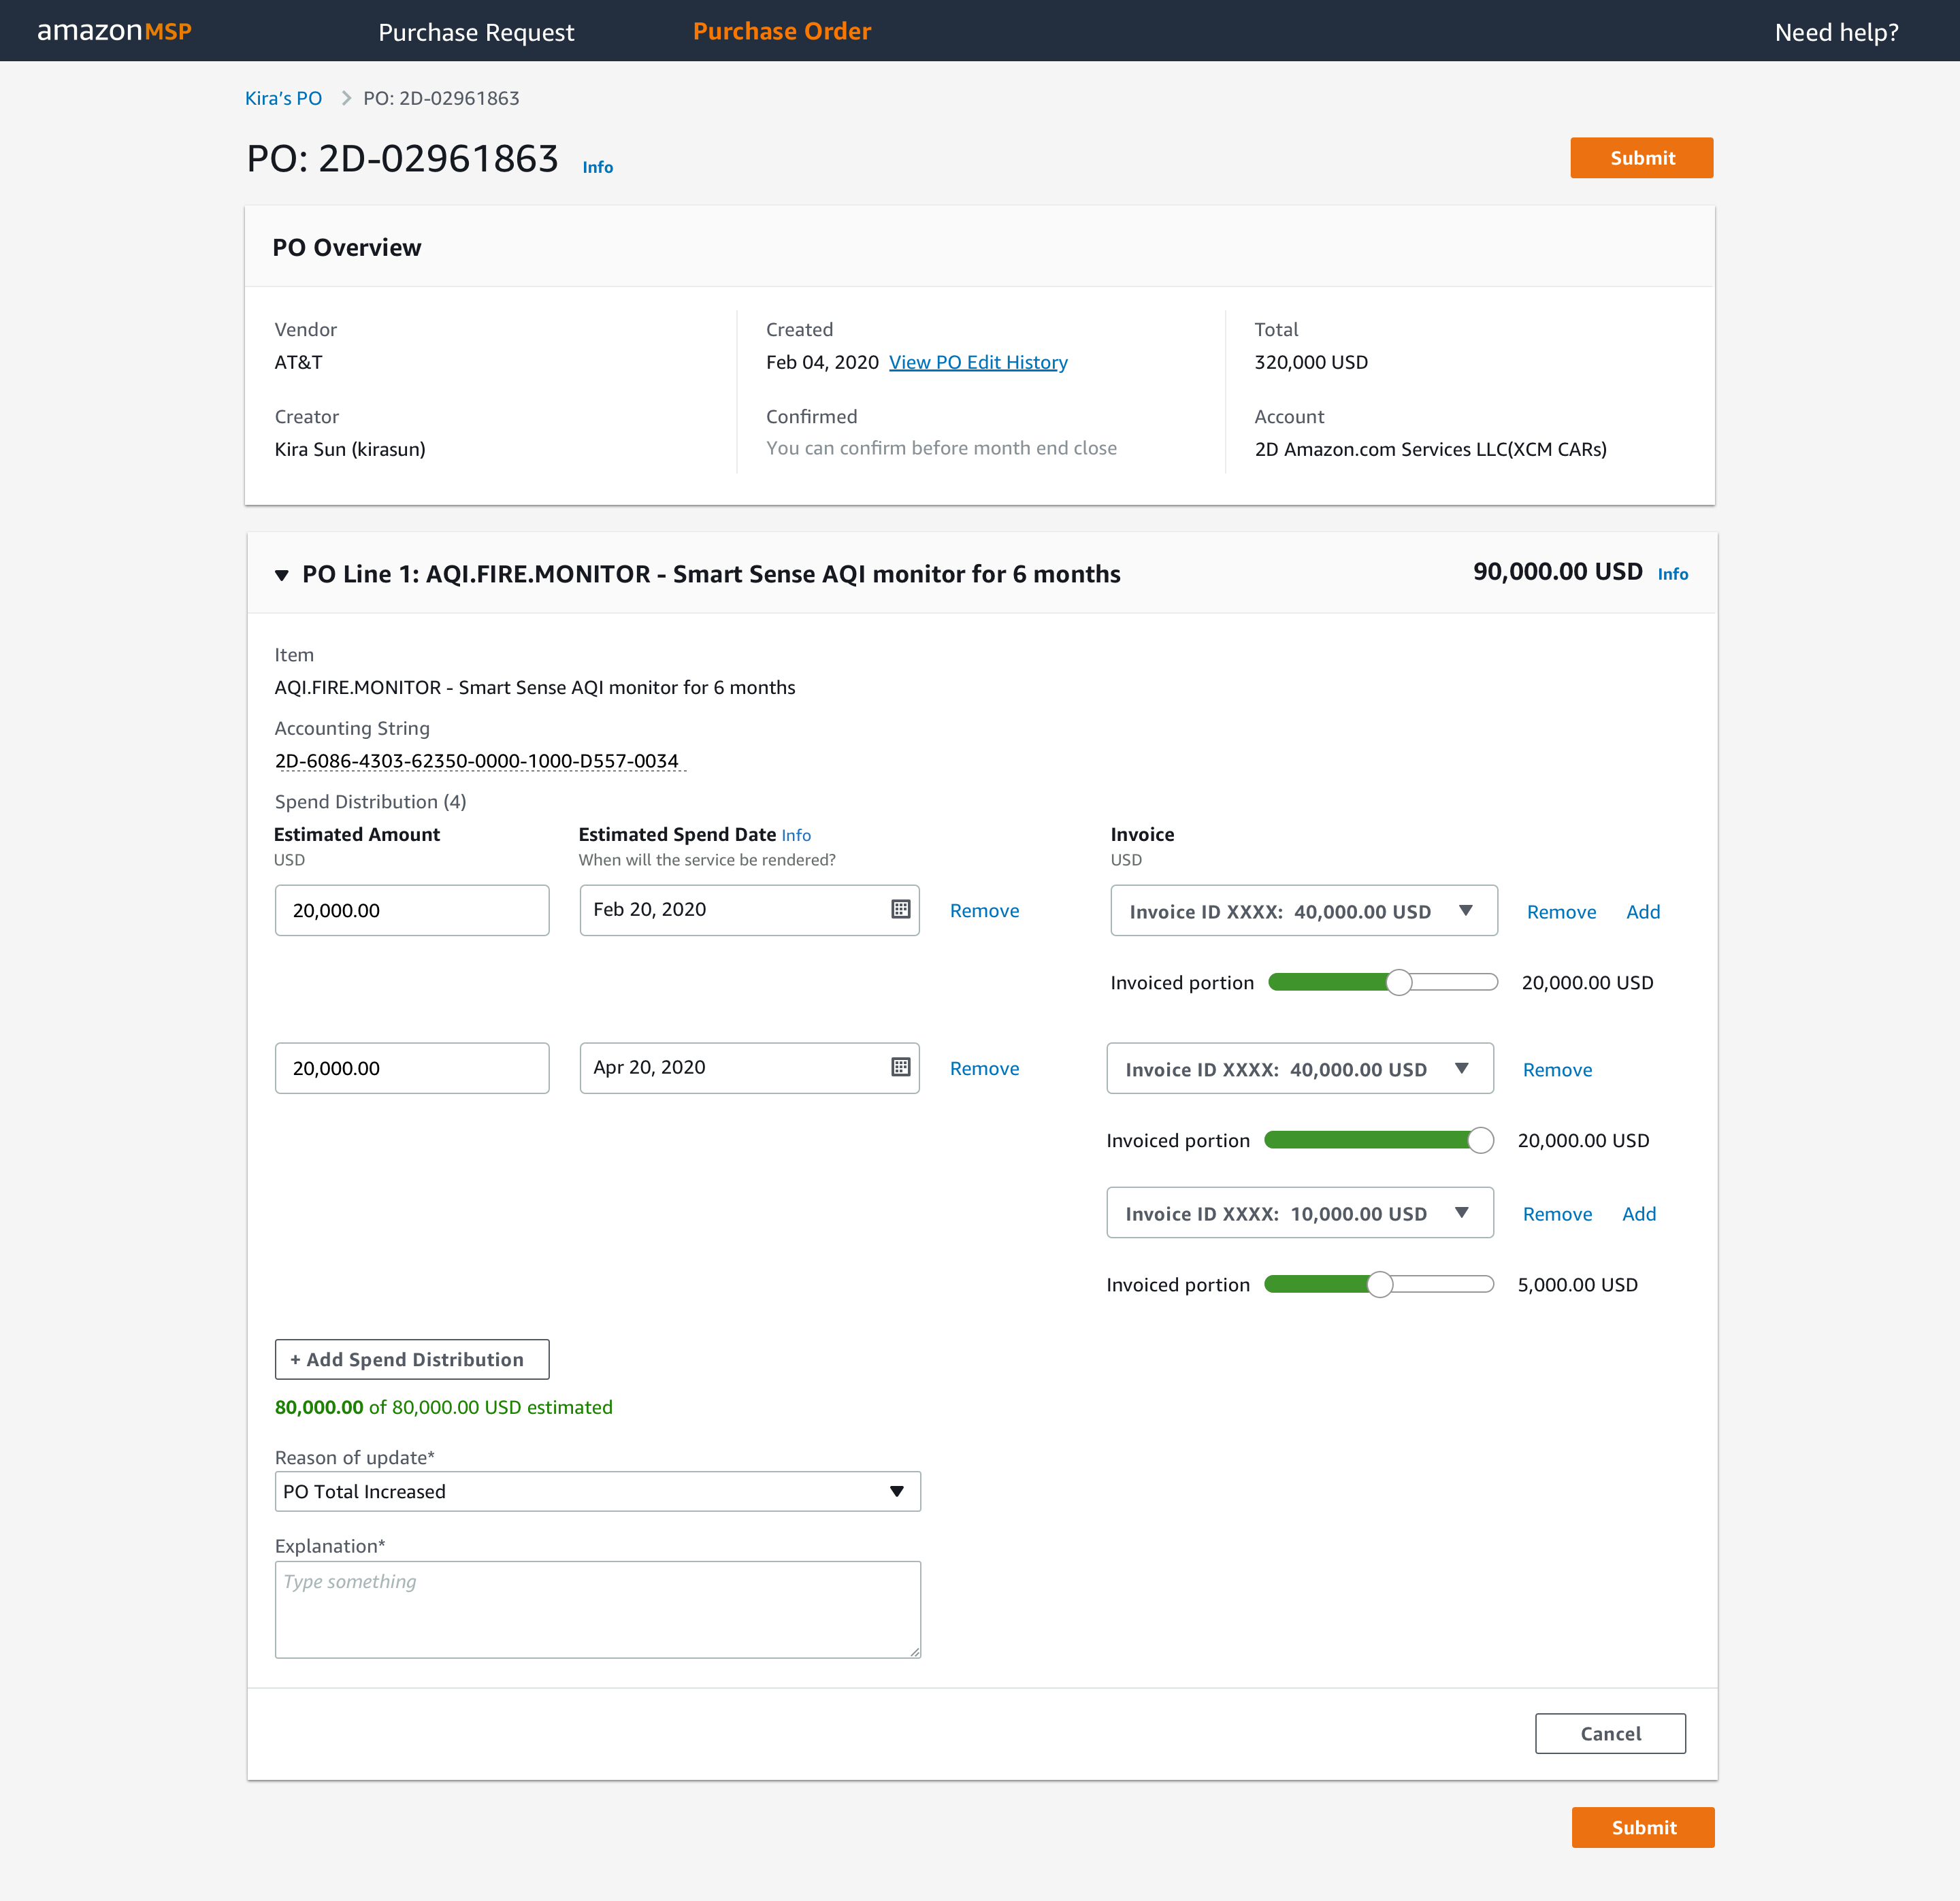 amazonMSP Purchase Request Purchase Order Need help?
Kira's PO > PO: 2D-02961863
PO: 2D-02961863 Info Submit
PO Overview
Vendor Created Total
AT&T Feb 04, 2020 View PO Edit History 320,000 USD
Creator Confirmed Account
Kira Sun (kirasun) You can confirm before month end close 2D Amazon.com Services LLC(XCM CARs)
PO Line 1: AQI.FIRE.MONITOR - Smart Sense AQI monitor for 6 months 90,000.00 USD Info
Item
AQI.FIRE.MONITOR - Smart Sense AQI monitor for 6 months
Accounting String
2D-6086-4303-62350-0000-1000-D557-0034
Spend Distribution (4)
Estimated Amount Estimated Spend Date Info Invoice
USD When will the service be rendered? USD
20,000.00 Feb 20, 2020 Remove Invoice ID XXXX: 40,000.00 USD Remove Add
Invoiced portion 20,000.00 USD
20,000.00 Apr 20, 2020 Remove Invoice ID XXXX: 40,000.00 USD Remove
Invoiced portion 20,000.00 USD
Invoice ID XXXX: 10,000.00 USD Remove Add
Invoiced portion 5,000.00 USD
+ Add Spend Distribution
80,000.00 of 80,000.00 USD estimated
Reason of update*
PO Total Increased
Explanation*
Type something
Cancel
Submit